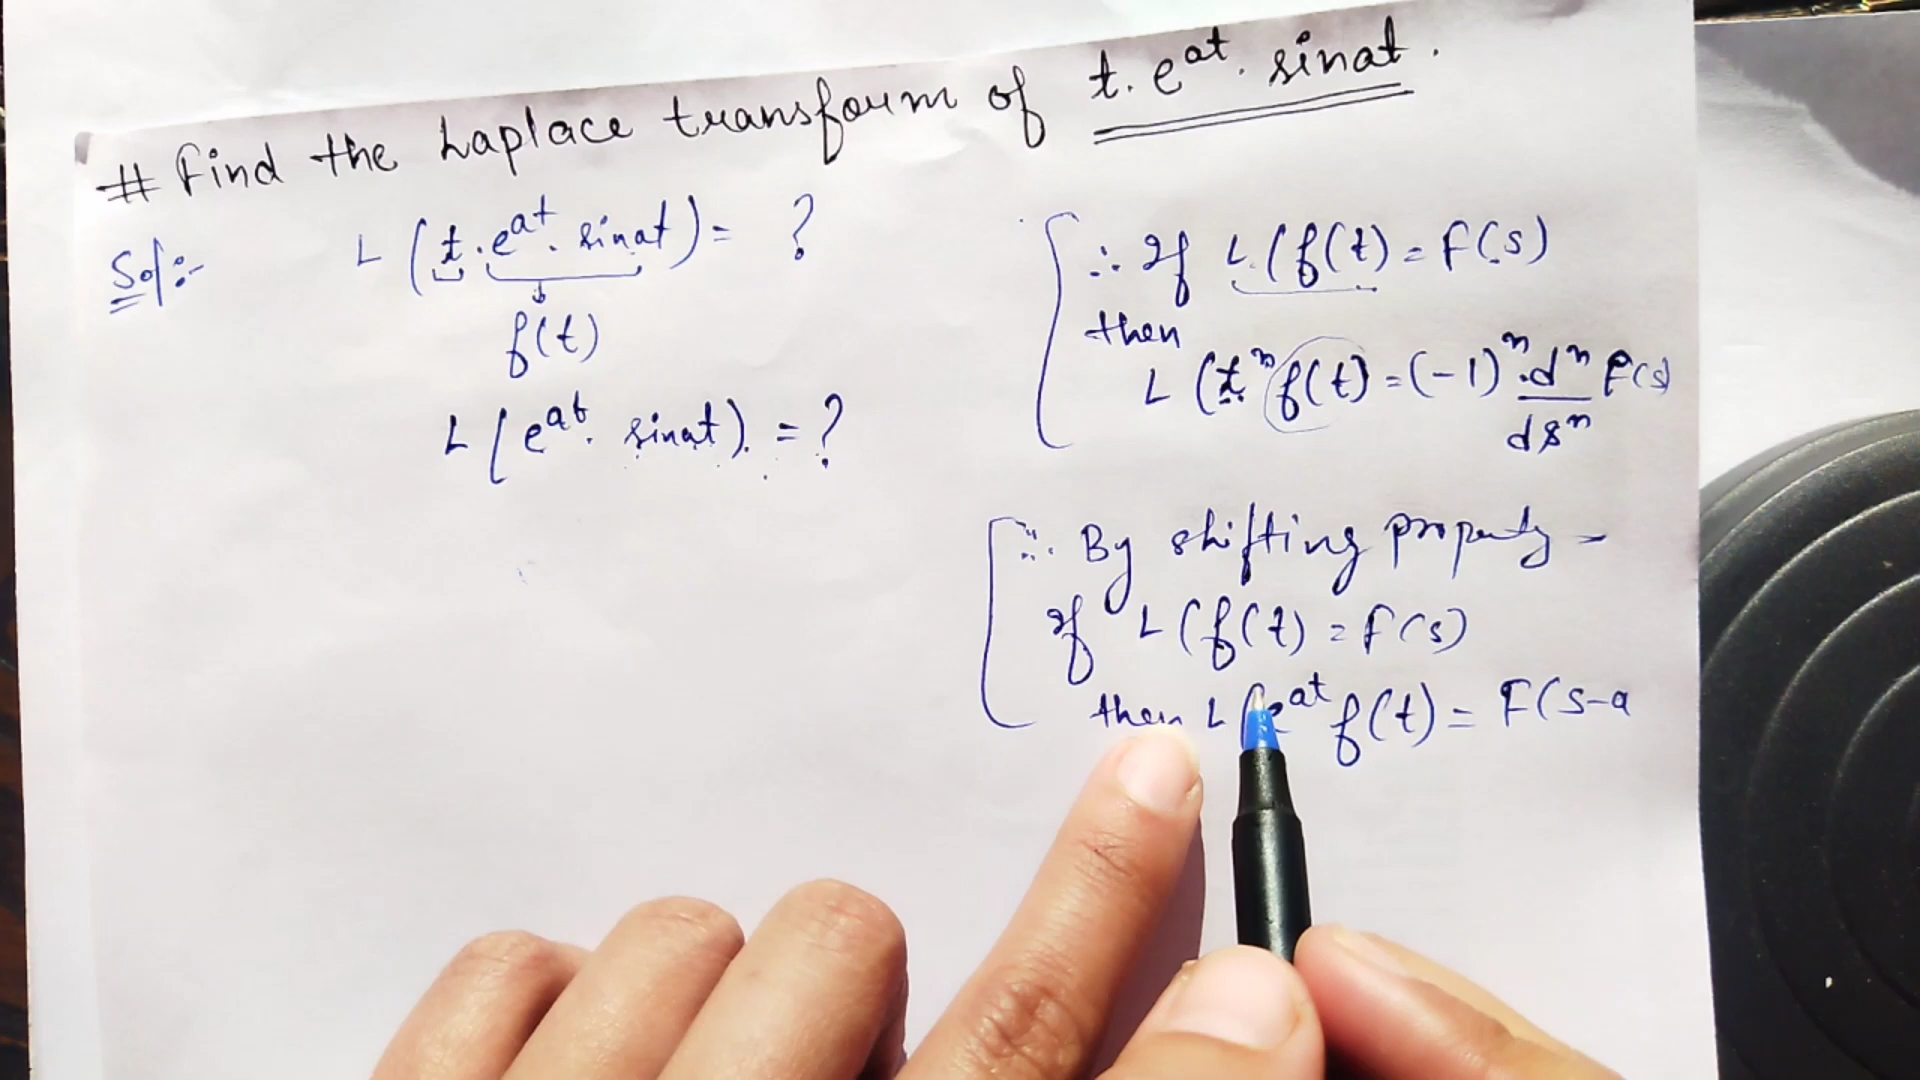 # Find the Laplace transform of t. e^at. sinat.
Sol:-
L (t. e^at. sinat) = ?
f(t)
L (e^at. sinat). = ?
∴ If L (f(t) = F(s)
then
L (t^n f(t) = (-1)^n. d^n F(s)
ds^n
∴ By shifting property -
If L (f(t) = F(s)
then L (e^at f(t) = F(s-a